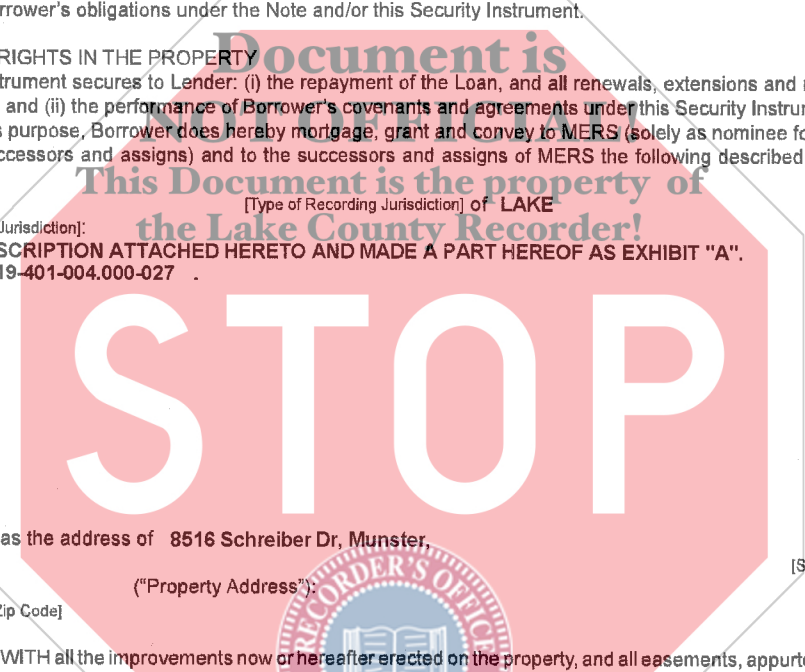 rrower's obligations under the Note and/or this Security Instrument.
RIGHTS IN THE PROPERTY
Document is
trument secures to Lender: (i) the repayment of the Loan, and all renewals, extensions and
and (ii) the performance of Borrower's covenants and agreements under this Security Instrum
NOT OFFICIAL
s purpose, Borrower does hereby mortgage, grant and convey to MERS (solely as nominee fo
ccessors and assigns) and to the successors and assigns of MERS the following described
This Document is the property of
[Type of Recording Jurisdiction] of LAKE
Jurisdiction]:
the Lake County Recorder!
SCRIPTION ATTACHED HERETO AND MADE A PART HEREOF AS EXHIBIT "A".
19-401-004.000-027 .
STOP
as the address of 8516 Schreiber Dr, Munster,
[S
("Property Address"):
Zip Code]
RECORDER'S OFFIC
WITH all the improvements now or hereafter erected on the property, and all easements, appurt